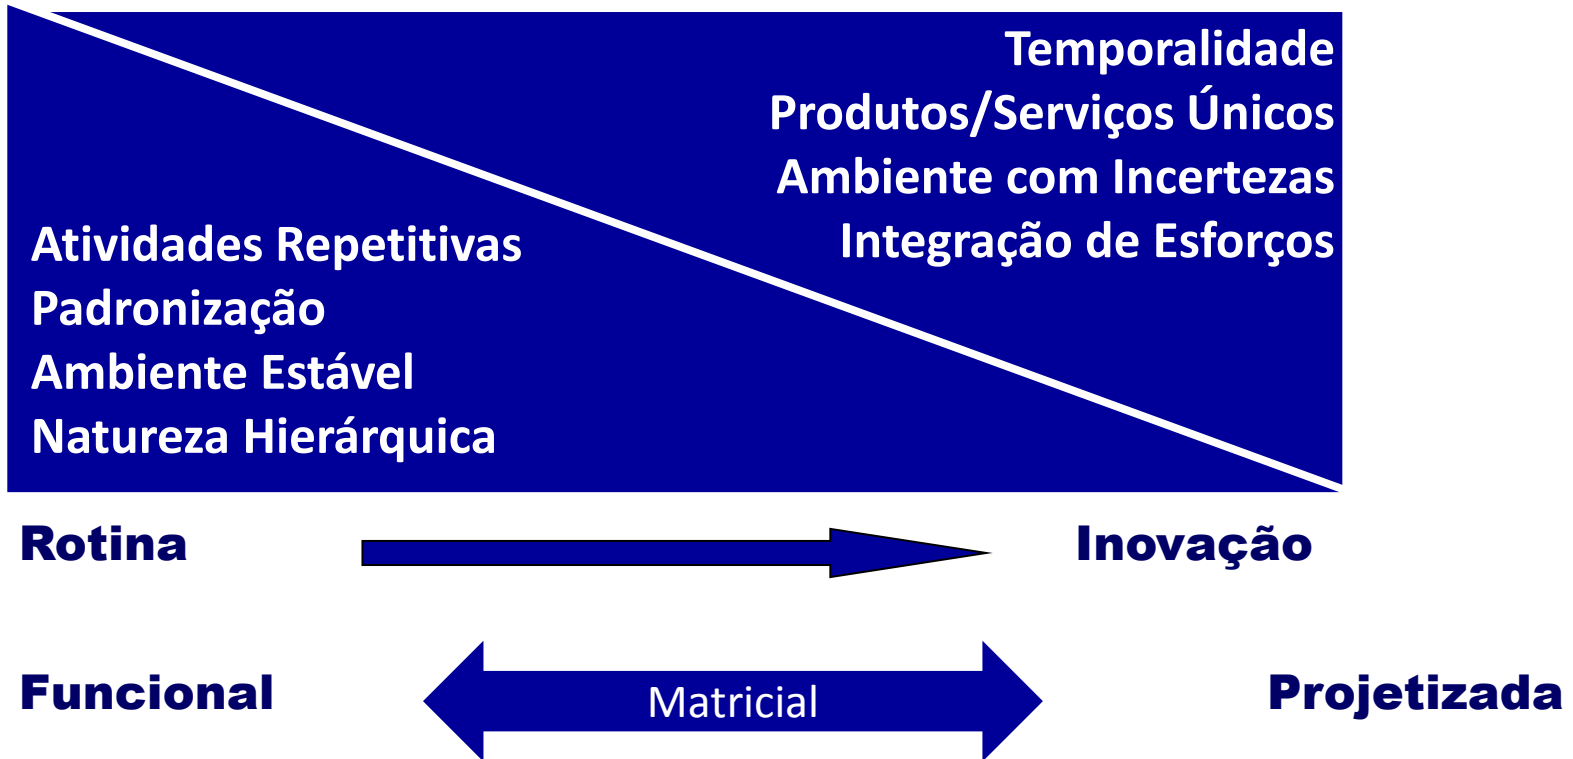 Temporalidade
Produtos/Serviços Únicos
Ambiente com Incertezas
Integração de Esforços
Atividades Repetitivas
Padronização
Ambiente Estável
Natureza Hierárquica
Rotina
Inovação
Funcional
Matricial
Projetizada